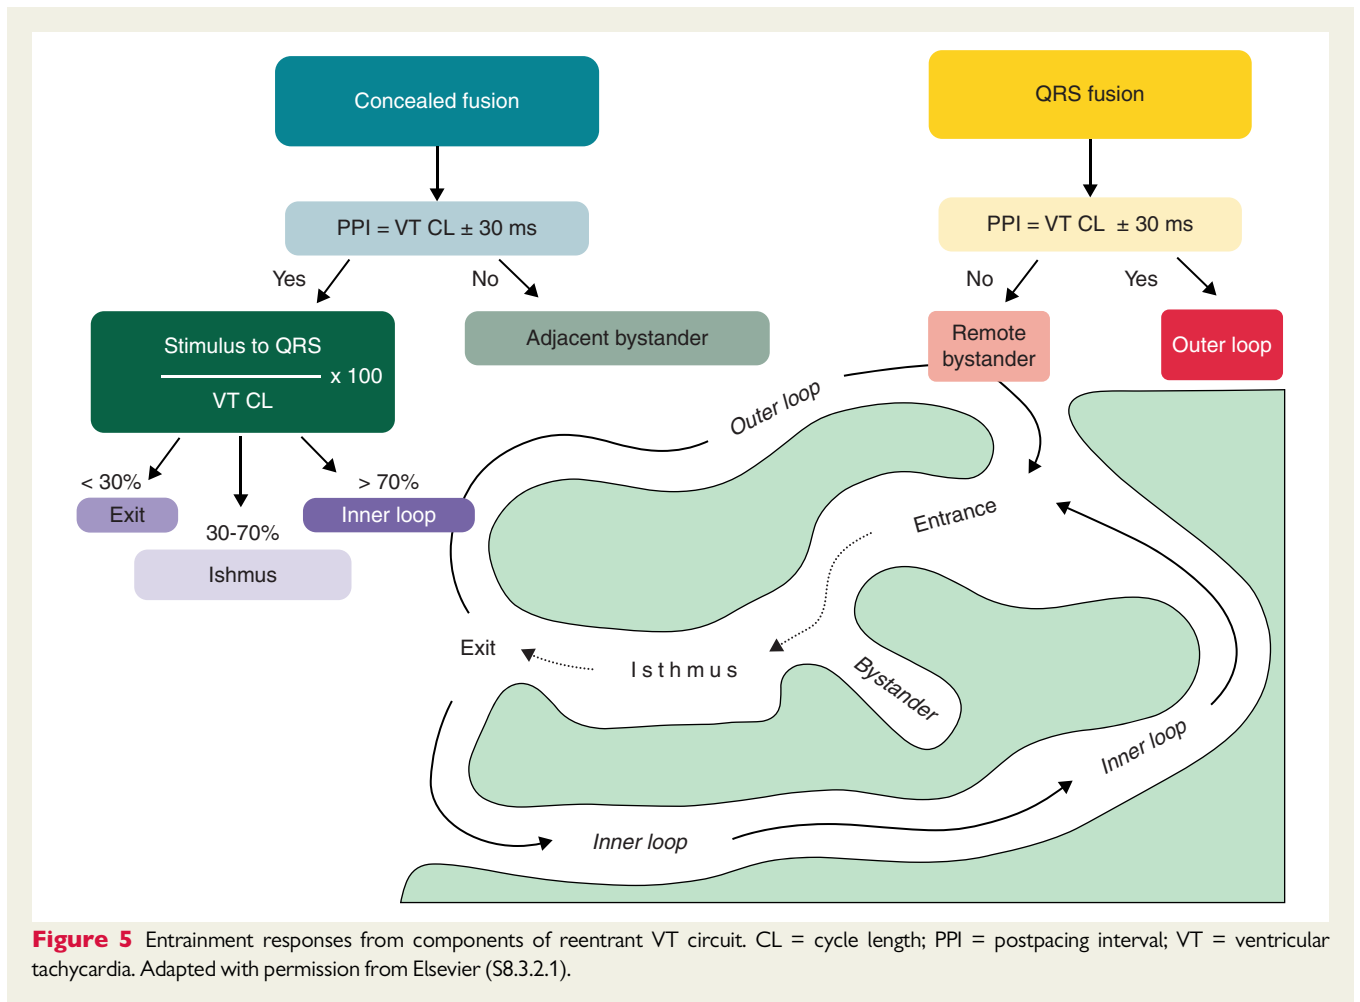 Concealed fusion
QRS fusion
PPI = VT CL ± 30 ms
PPI = VT CL ± 30 ms
Yes
No
No
Yes
Stimulus to QRS
x 100
VT CL
Adjacent bystander
Remote
bystander
Outer loop
< 30%
Exit
30-70%
Ishmus
> 70%
Inner loop
Outer loop
Entrance
Exit
Isthmus
Bystander
Inner loop
Inner loop
Figure 5 Entrainment responses from components of reentrant VT circuit. CL = cycle length; PPI = postpacing interval; VT = ventricular
tachycardia. Adapted with permission from Elsevier (S8.3.2.1).